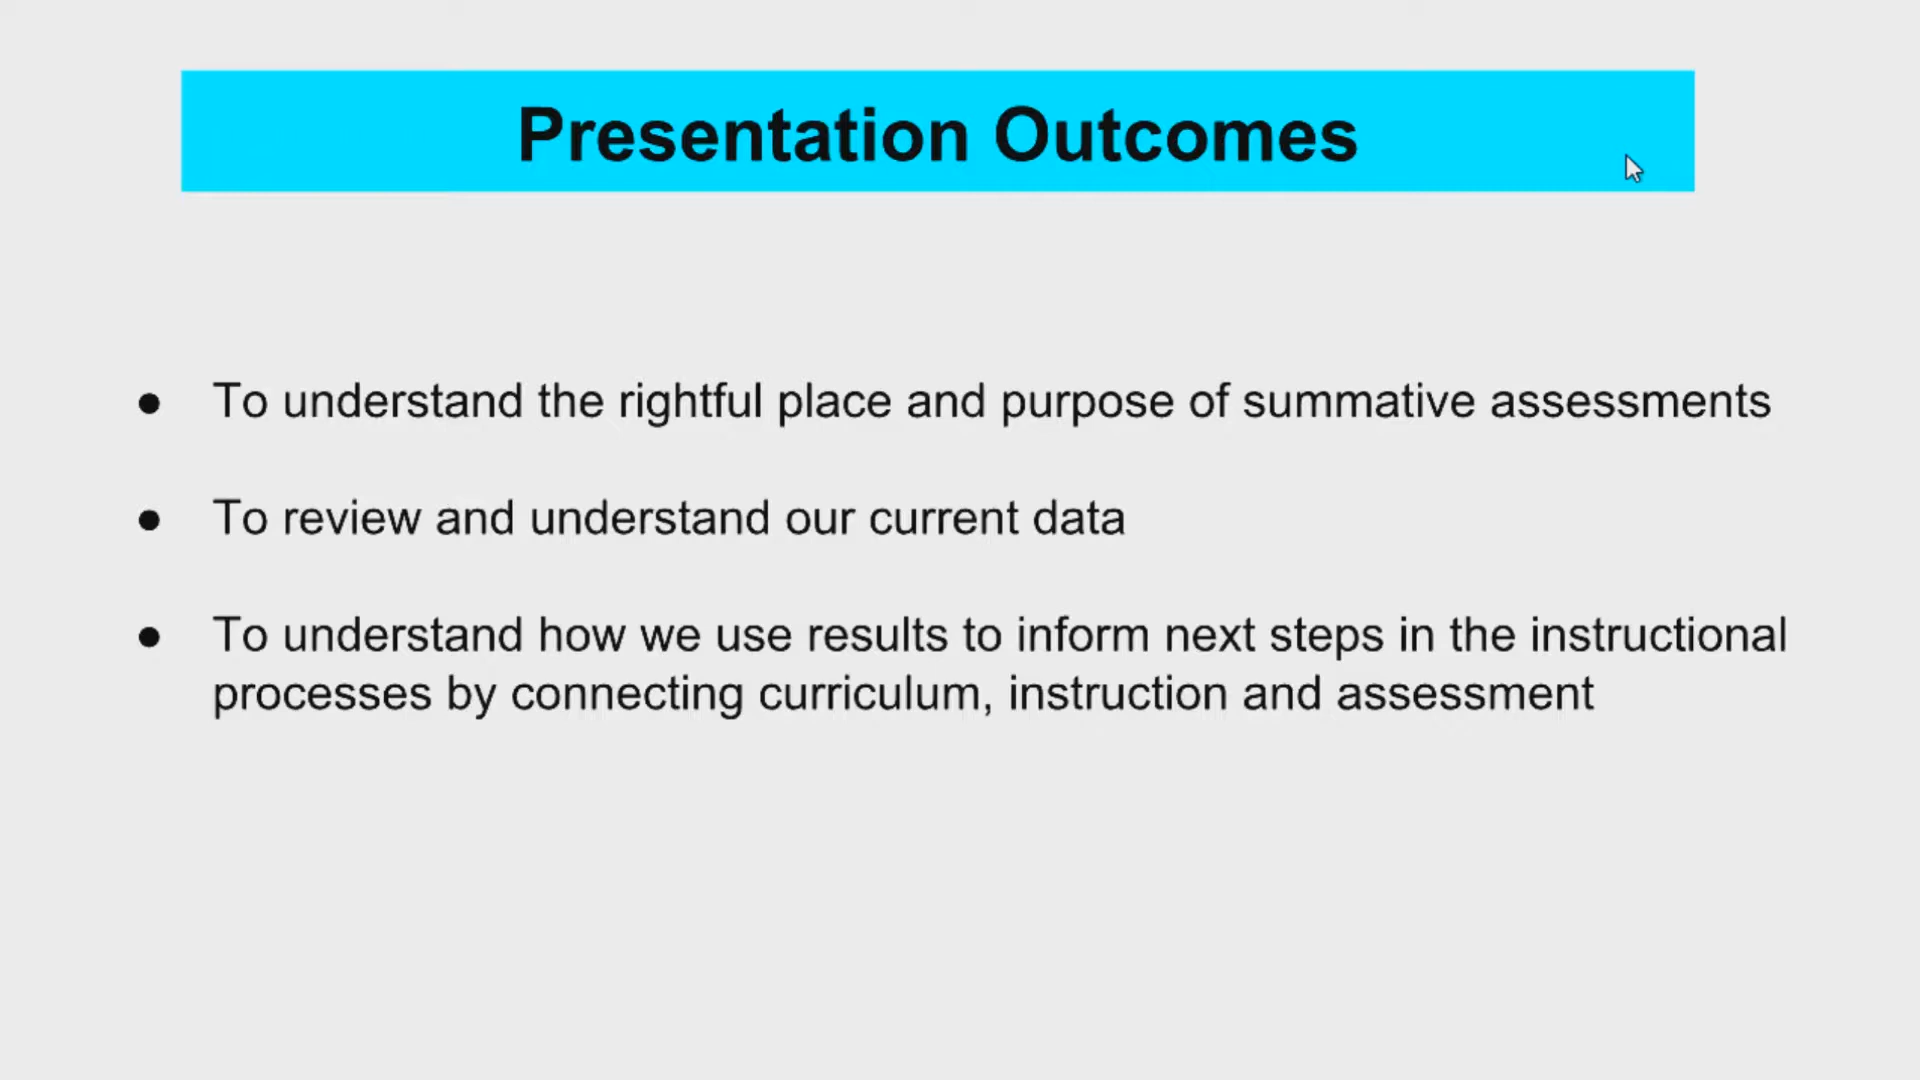 Presentation Outcomes
● To understand the rightful place and purpose of summative assessments
● To review and understand our current data
● To understand how we use results to inform next steps in the instructional
processes by connecting curriculum, instruction and assessment